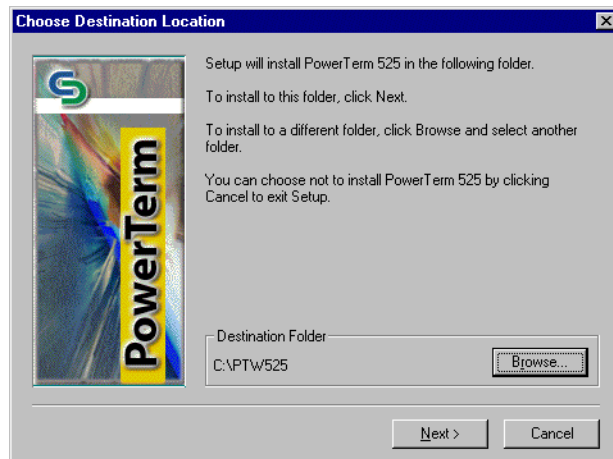 Choose Destination Location
PowerTerm
Setup will install PowerTerm 525 in the following folder.
To install to this folder, click Next.
To install to a different folder, click Browse and select another
folder.
You can choose not to install PowerTerm 525 by clicking
Cancel to exit Setup.
Destination Folder
C:\PTW525
Browse...
Next >
Cancel